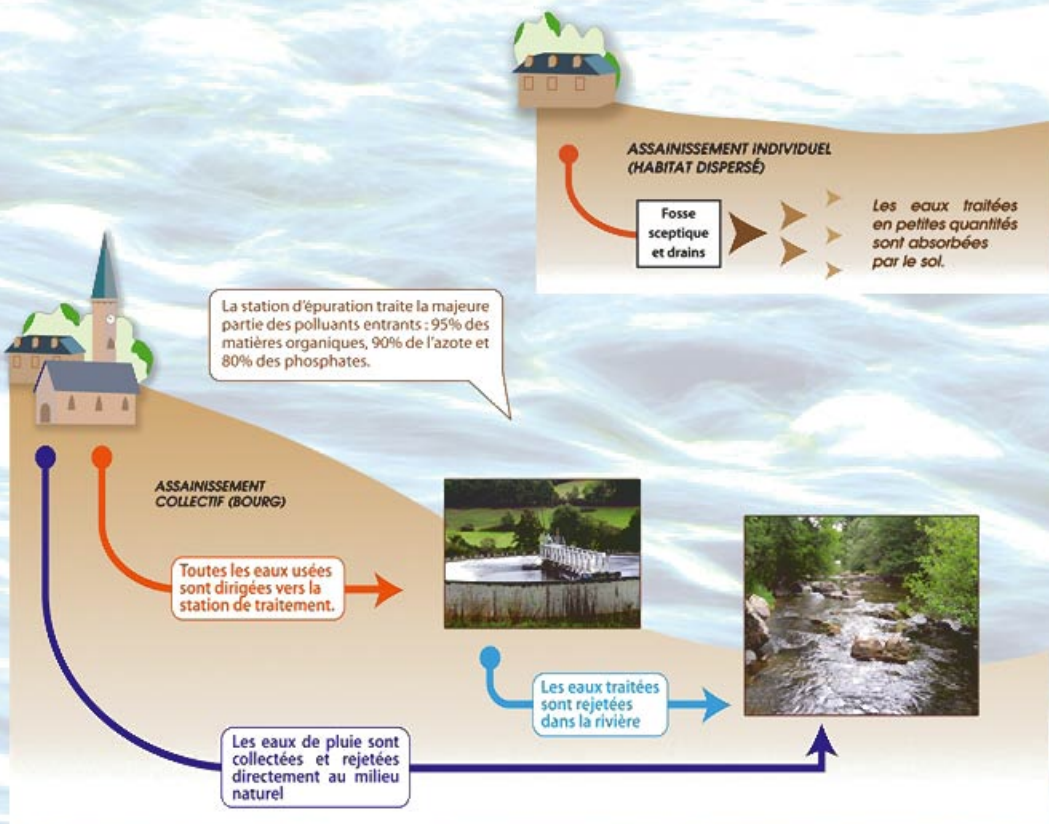 ASSAINISSEMENT INDIVIDUEL
(HABITAT DISPERSÉ)
Fosse
sceptique
et drains
Les eaux traitées
en petites quantités
sont absorbées
par le sol.
La station d'épuration traite la majeure
partie des polluants entrants : 95% des
matières organiques, 90% de l'azote et
80% des phosphates.
ASSAINISSEMENT
COLLECTIF (BOURG)
Toutes les eaux usées
sont dirigées vers la
station de traitement.
Les eaux traitées
sont rejetées
dans la rivière
Les eaux de pluie sont
collectées et rejetées
directement au milieu
naturel